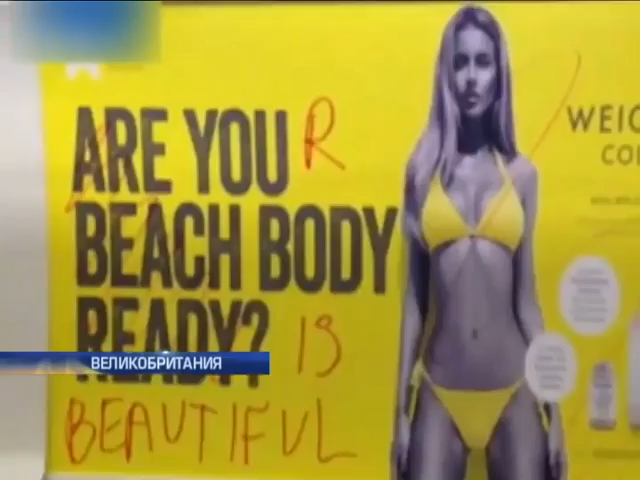 ARE YOU R
BEACH BODY
READY? IS
BEAUTIFUL
WEIG
CO
ВЕЛИКОБРИТАНИЯ